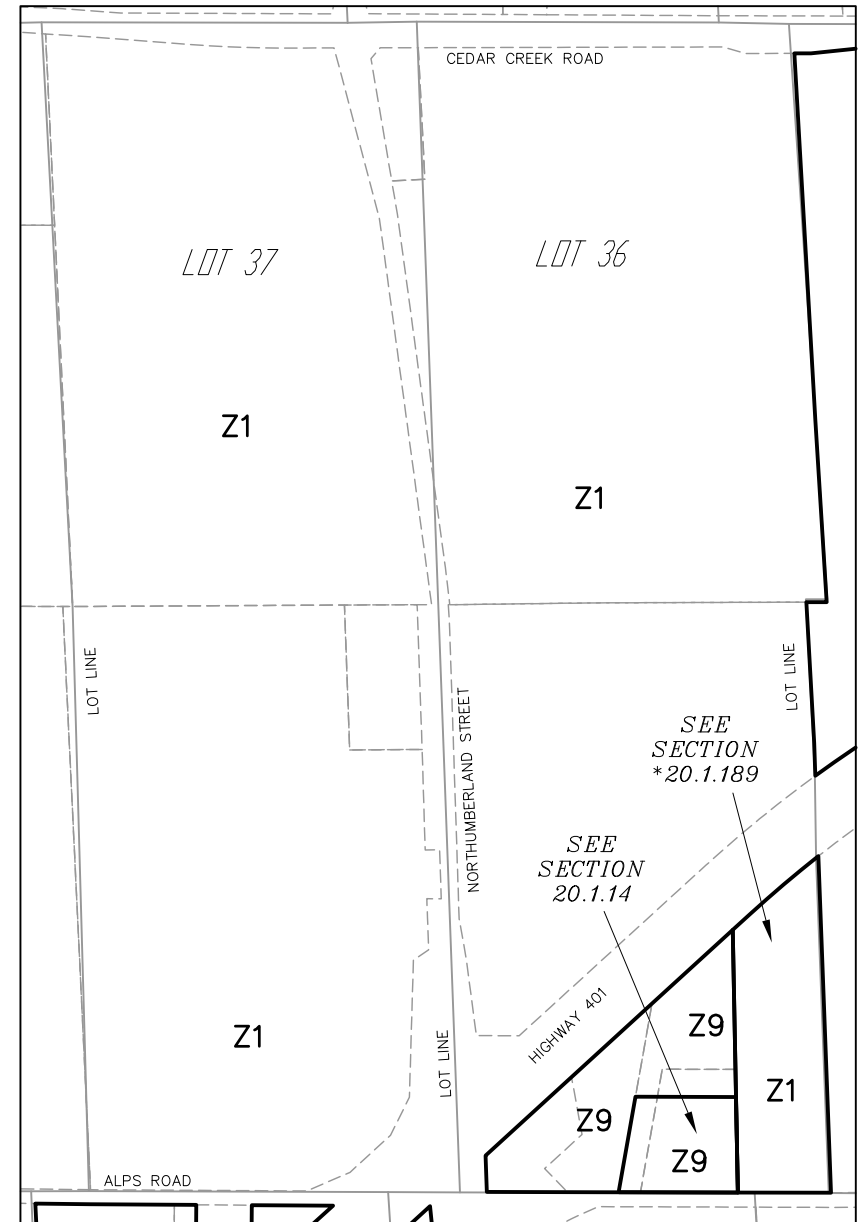 CEDAR CREEK ROAD
LOT 37
LOT 36
Z1
Z1
LOT LINE
LOT LINE
NORTHUMBERLAND STREET
SEE
SECTION
*20.1.189
SEE
SECTION
20.1.14
HIGHWAY 401
Z9
Z1
LOT LINE
Z1
Z9
Z9
ALPS ROAD